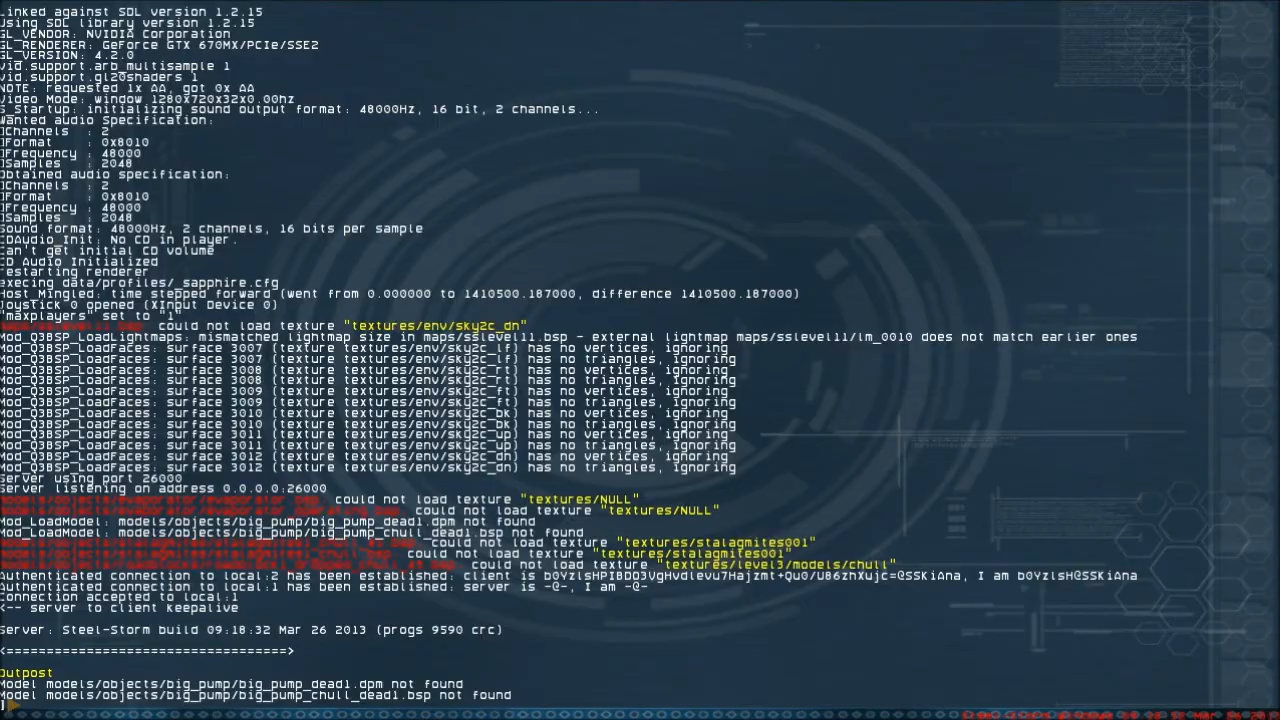 Linked against SDL version 1.2.15
Using SDL library version 1.2.15
GL_VENDOR: NVIDIA Corporation
GL_RENDERER: GeForce GTX 670MX/PCIe/SSE2
GL_VERSION: 4.2.0
vid.support.arb_multisample 1
vid.support.gl20shaders 1
NOTE: requested 1x AA, got 0x AA
Video Mode: window 1280x720x32x0.00hz
S_Startup: initializing sound output format: 48000Hz, 16 bit, 2 channels...
Wanted audio Specification:
]Channels : 2
]Format : 0x8010
]Frequency : 48000
]Samples : 2048
Obtained audio specification:
]Channels : 2
]Format : 0x8010
]Frequency : 48000
]Samples : 2048
Sound format: 48000Hz, 2 channels, 16 bits per sample
CDAudio_Init: No CD in player.
Can't get initial CD volume
CD Audio Initialized
restarting renderer
execing data/profiles/_sapphire.cfg
Host_Mingled: time stepped forward (went from 0.000000 to 1410500.187000, difference 1410500.187000)
Joystick 0 opened (XInput Device 0)
"maxplayers" set to "1"
could not load texture "textures/env/sky2c_dn"
Mod_Q3BSP_LoadLightmaps: mismatched lightmap size in maps/sslevel11.bsp - external lightmap maps/sslevel11/lm_0010 does not match earlier ones
Mod_Q3BSP_LoadFaces: surface 3007 (texture textures/env/sky2c_lf) has no vertices, ignoring
Mod_Q3BSP_LoadFaces: surface 3007 (texture textures/env/sky2c_lf) has no triangles, ignoring
Mod_Q3BSP_LoadFaces: surface 3008 (texture textures/env/sky2c_rt) has no vertices, ignoring
Mod_Q3BSP_LoadFaces: surface 3008 (texture textures/env/sky2c_rt) has no triangles, ignoring
Mod_Q3BSP_LoadFaces: surface 3009 (texture textures/env/sky2c_ft) has no vertices, ignoring
Mod_Q3BSP_LoadFaces: surface 3009 (texture textures/env/sky2c_ft) has no triangles, ignoring
Mod_Q3BSP_LoadFaces: surface 3010 (texture textures/env/sky2c_bk) has no vertices, ignoring
Mod_Q3BSP_LoadFaces: surface 3010 (texture textures/env/sky2c_bk) has no triangles, ignoring
Mod_Q3BSP_LoadFaces: surface 3011 (texture textures/env/sky2c_up) has no vertices, ignoring
Mod_Q3BSP_LoadFaces: surface 3011 (texture textures/env/sky2c_up) has no triangles, ignoring
Mod_Q3BSP_LoadFaces: surface 3012 (texture textures/env/sky2c_dn) has no vertices, ignoring
Mod_Q3BSP_LoadFaces: surface 3012 (texture textures/env/sky2c_dn) has no triangles, ignoring
Server using port 26000
Server listening on address 0.0.0.0:26000
models/objects/evaporator/evaporator.bsp could not load texture "textures/NULL"
could not load texture "textures/NULL"
Mod_LoadModel: models/objects/big_pump/big_pump_dead1.dpm not found
Mod_LoadModel: models/objects/big_pump/big_pump_chull_dead1.bsp not found
could not load texture "textures/stalagmites001"
could not load texture "textures/stalagmites001"
could not load texture "textures/level3/models/chull"
Authenticated connection to local:2 has been established: client is I am
Authenticated connection to local:1 has been established: server is -@-, I am -@-
Connection accepted to local:1
<-- server to client keepalive
Server: Steel-Storm build 09:18:32 Mar 26 2013 (progs 9590 crc)
<===================================>
Outpost
Model models/objects/big_pump/big_pump_dead1.dpm not found
Model models/objects/big_pump/big_pump_chull_dead1.bsp not found
]